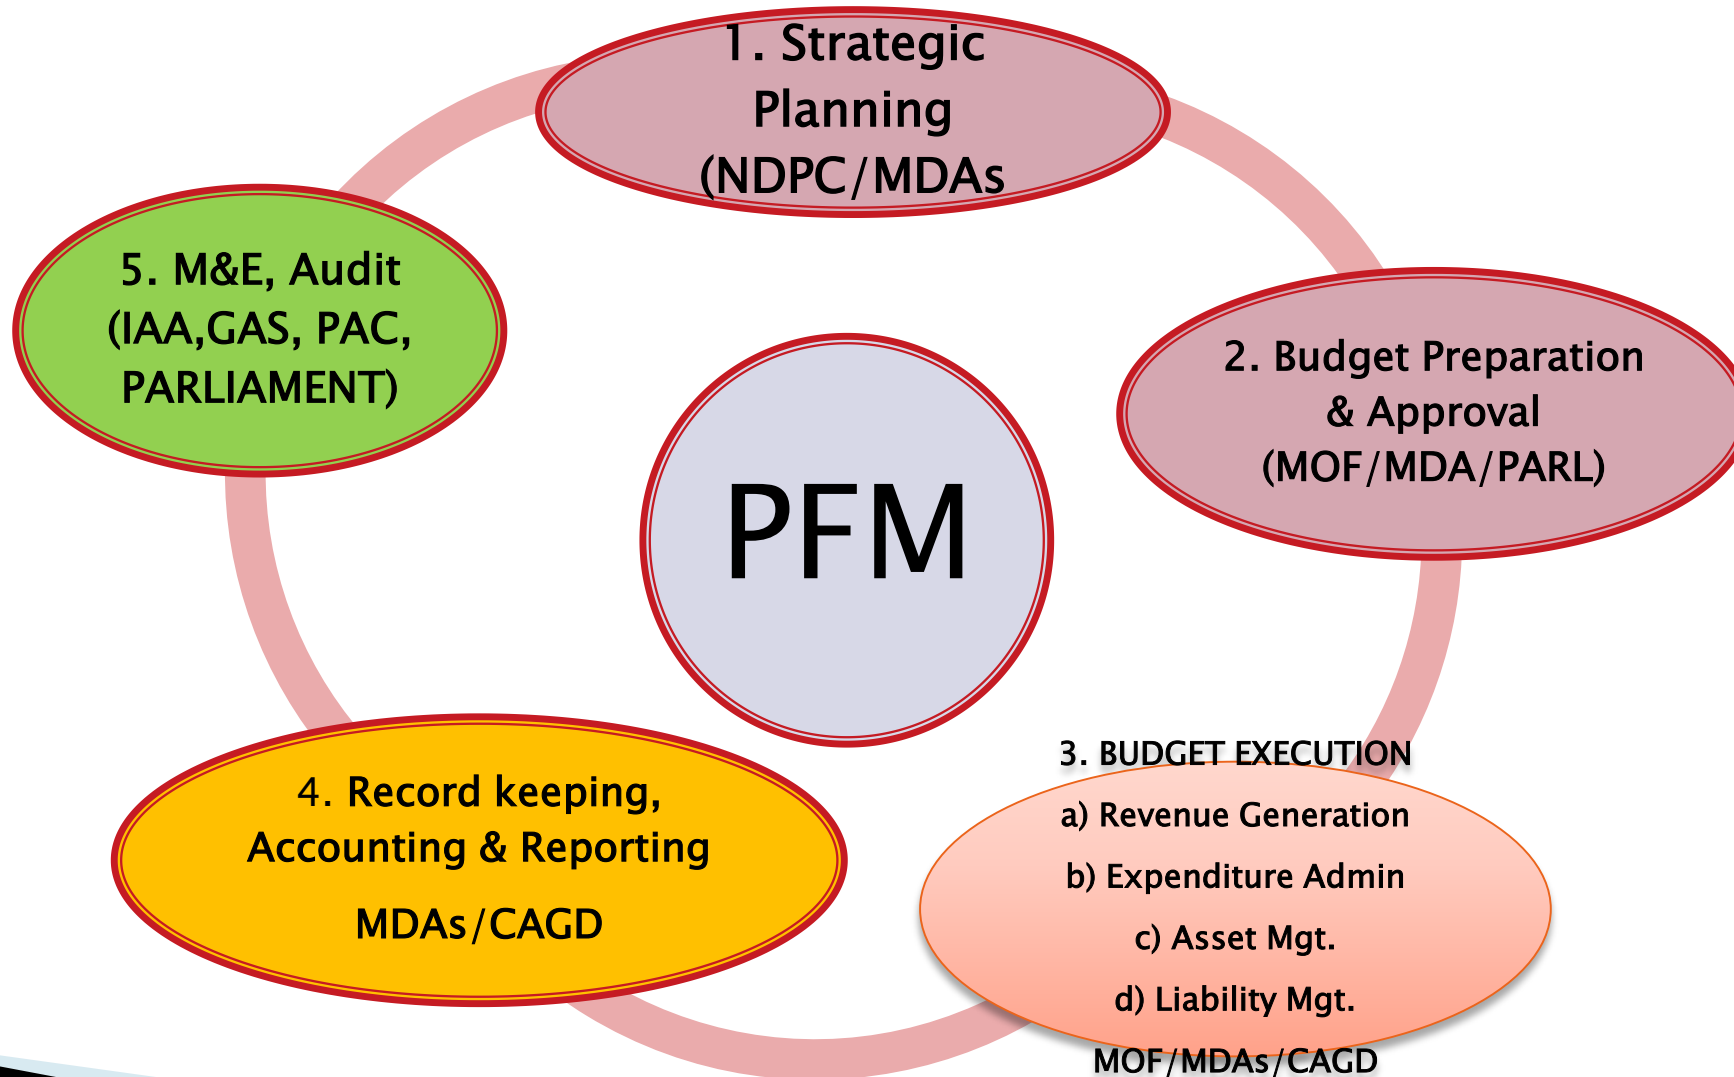 1. Strategic
Planning
(NDPC/MDAs
2. Budget Preparation
& Approval
(MOF/MDA/PARL)
3. BUDGET EXECUTION
a) Revenue Generation
b) Expenditure Admin
c) Asset Mgt.
d) Liability Mgt.
MOF/MDAs/CAGD
4. Record keeping,
Accounting & Reporting
MDAs/CAGD
5. M&E, Audit
(IAA,GAS, PAC,
PARLIAMENT)
PFM